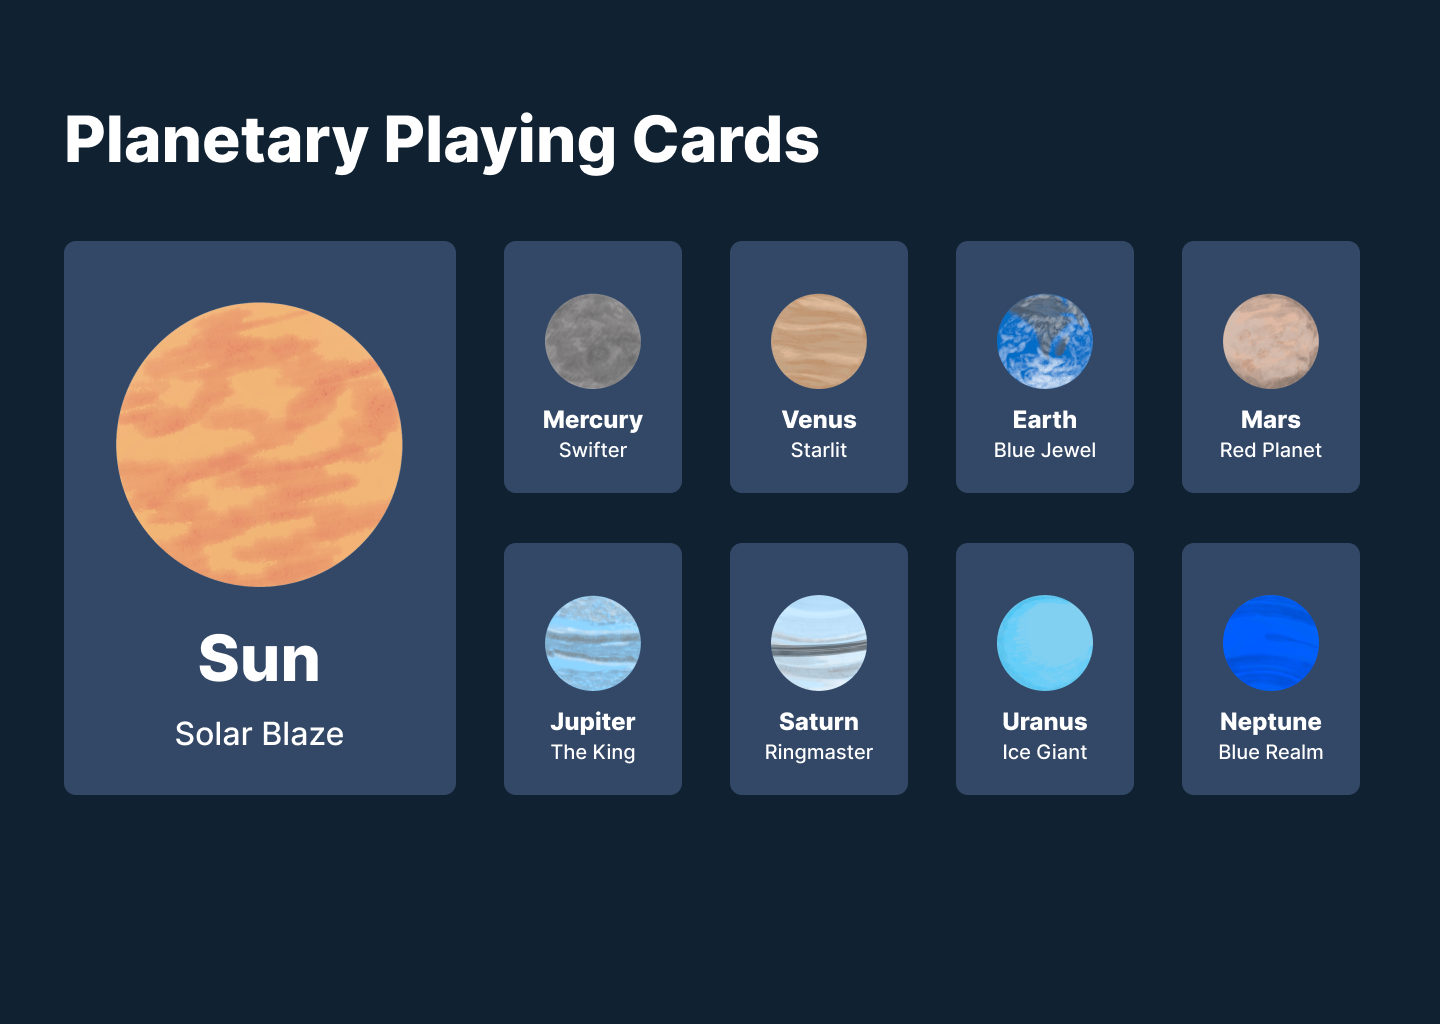 Planetary Playing Cards
Sun
Solar Blaze
Mercury
Swifter
Venus
Starlit
Earth
Blue Jewel
Mars
Red Planet
Jupiter
The King
Saturn
Ringmaster
Uranus
Ice Giant
Neptune
Blue Realm